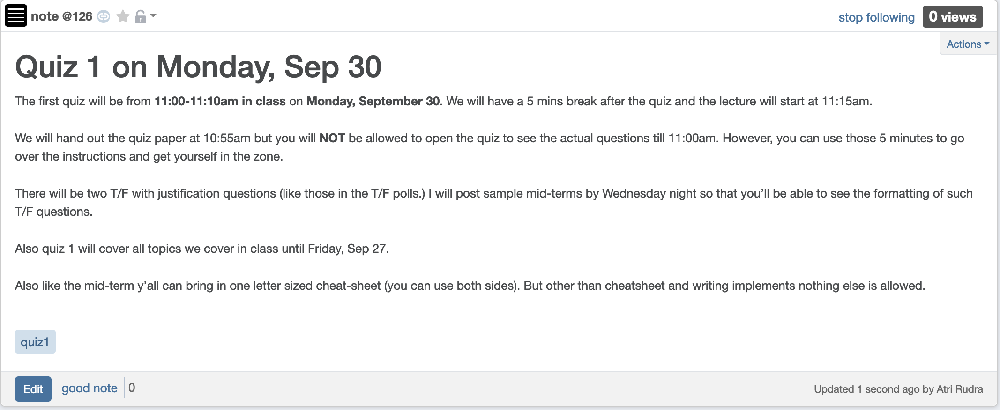 note @126
stop following
0 views
Actions
Quiz 1 on Monday, Sep 30
The first quiz will be from 11:00-11:10am in class on Monday, September 30. We will have a 5 mins break after the quiz and the lecture will start at 11:15am.
We will hand out the quiz paper at 10:55am but you will NOT be allowed to open the quiz to see the actual questions till 11:00am. However, you can use those 5 minutes to go
over the instructions and get yourself in the zone.
There will be two T/F with justification questions (like those in the T/F polls.) I will post sample mid-terms by Wednesday night so that you’ll be able to see the formatting of such
T/F questions.
Also quiz 1 will cover all topics we cover in class until Friday, Sep 27.
Also like the mid-term y’all can bring in one letter sized cheat-sheet (you can use both sides). But other than cheatsheet and writing implements nothing else is allowed.
quiz1
Edit
good note
0
Updated 1 second ago by Atri Rudra